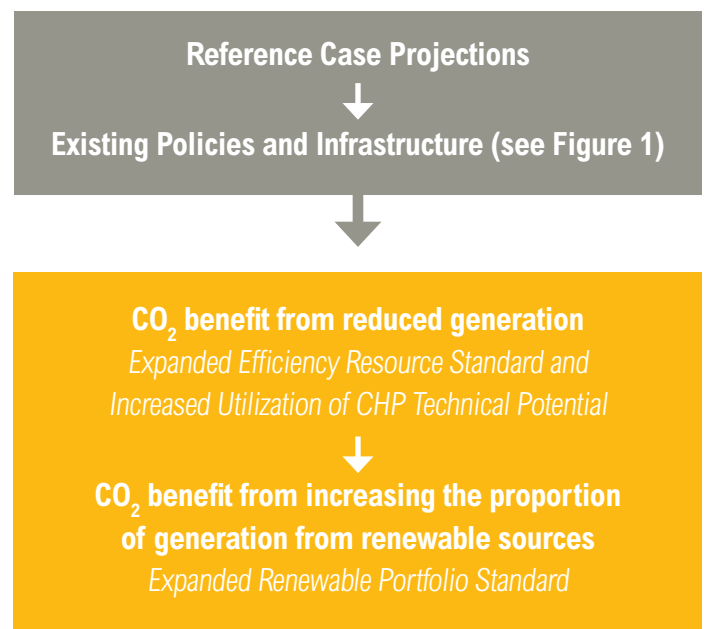 Reference Case Projections
Existing Policies and Infrastructure (see Figure 1)
CO₂ benefit from reduced generation
Expanded Efficiency Resource Standard and
Increased Utilization of CHP Technical Potential
CO₂ benefit from increasing the proportion
of generation from renewable sources
Expanded Renewable Portfolio Standard